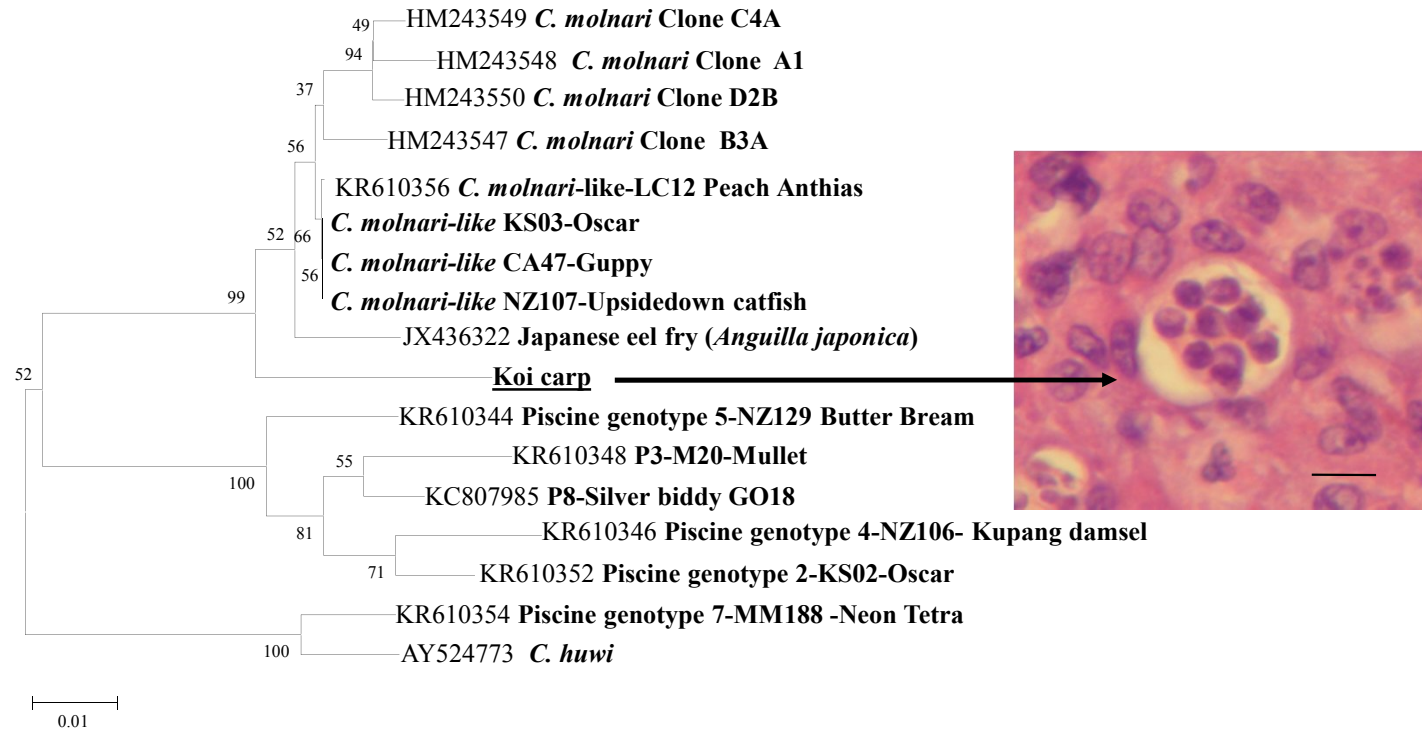 49
HM243549 C. molnari Clone C4A
94
HM243548 C. molnari Clone A1
37
HM243550 C. molnari Clone D2B
HM243547 C. molnari Clone B3A
56
KR610356 C. molnari-like-LC12 Peach Anthias
C. molnari-like KS03-Oscar
52
66
C. molnari-like CA47-Guppy
56
99
C. molnari-like NZ107-Upsidedown catfish
JX436322 Japanese eel fry (Anguilla japonica)
52
Koi carp
KR610344 Piscine genotype 5-NZ129 Butter Bream
55
KR610348 P3-M20-Mullet
100
KC807985 P8-Silver biddy GO18
81
KR610346 Piscine genotype 4-NZ106- Kupang damsel
71
KR610352 Piscine genotype 2-KS02-Oscar
KR610354 Piscine genotype 7-MM188 -Neon Tetra
100
AY524773 C. huwi
0.01